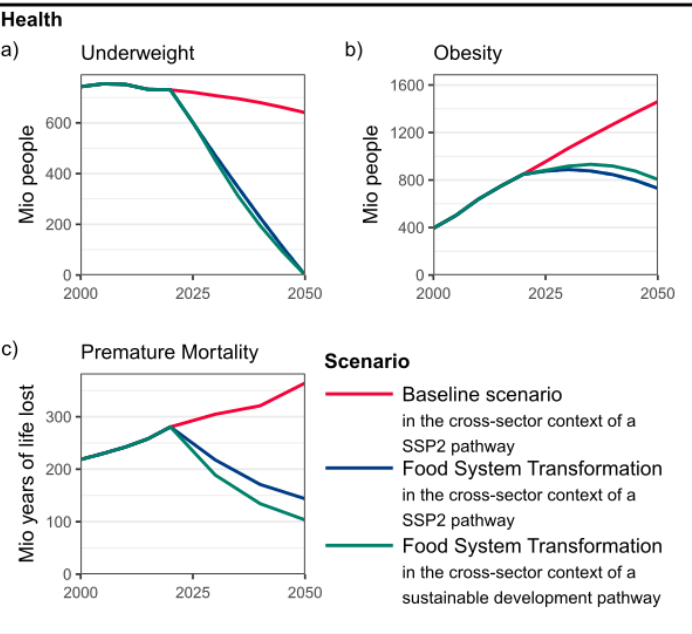 Health
a)
Underweight
Mio people
600
400
200
0
2000
2025
2050
b)
Obesity
Mio people
1600
1200
800
400
0
2000
2025
2050
c)
Premature Mortality
Mio years of life lost
300
200
100
0
2000
2025
2050
Scenario
Baseline scenario
in the cross-sector context of a
SSP2 pathway
Food System Transformation
in the cross-sector context of a
SSP2 pathway
Food System Transformation
in the cross-sector context of a
sustainable development pathway